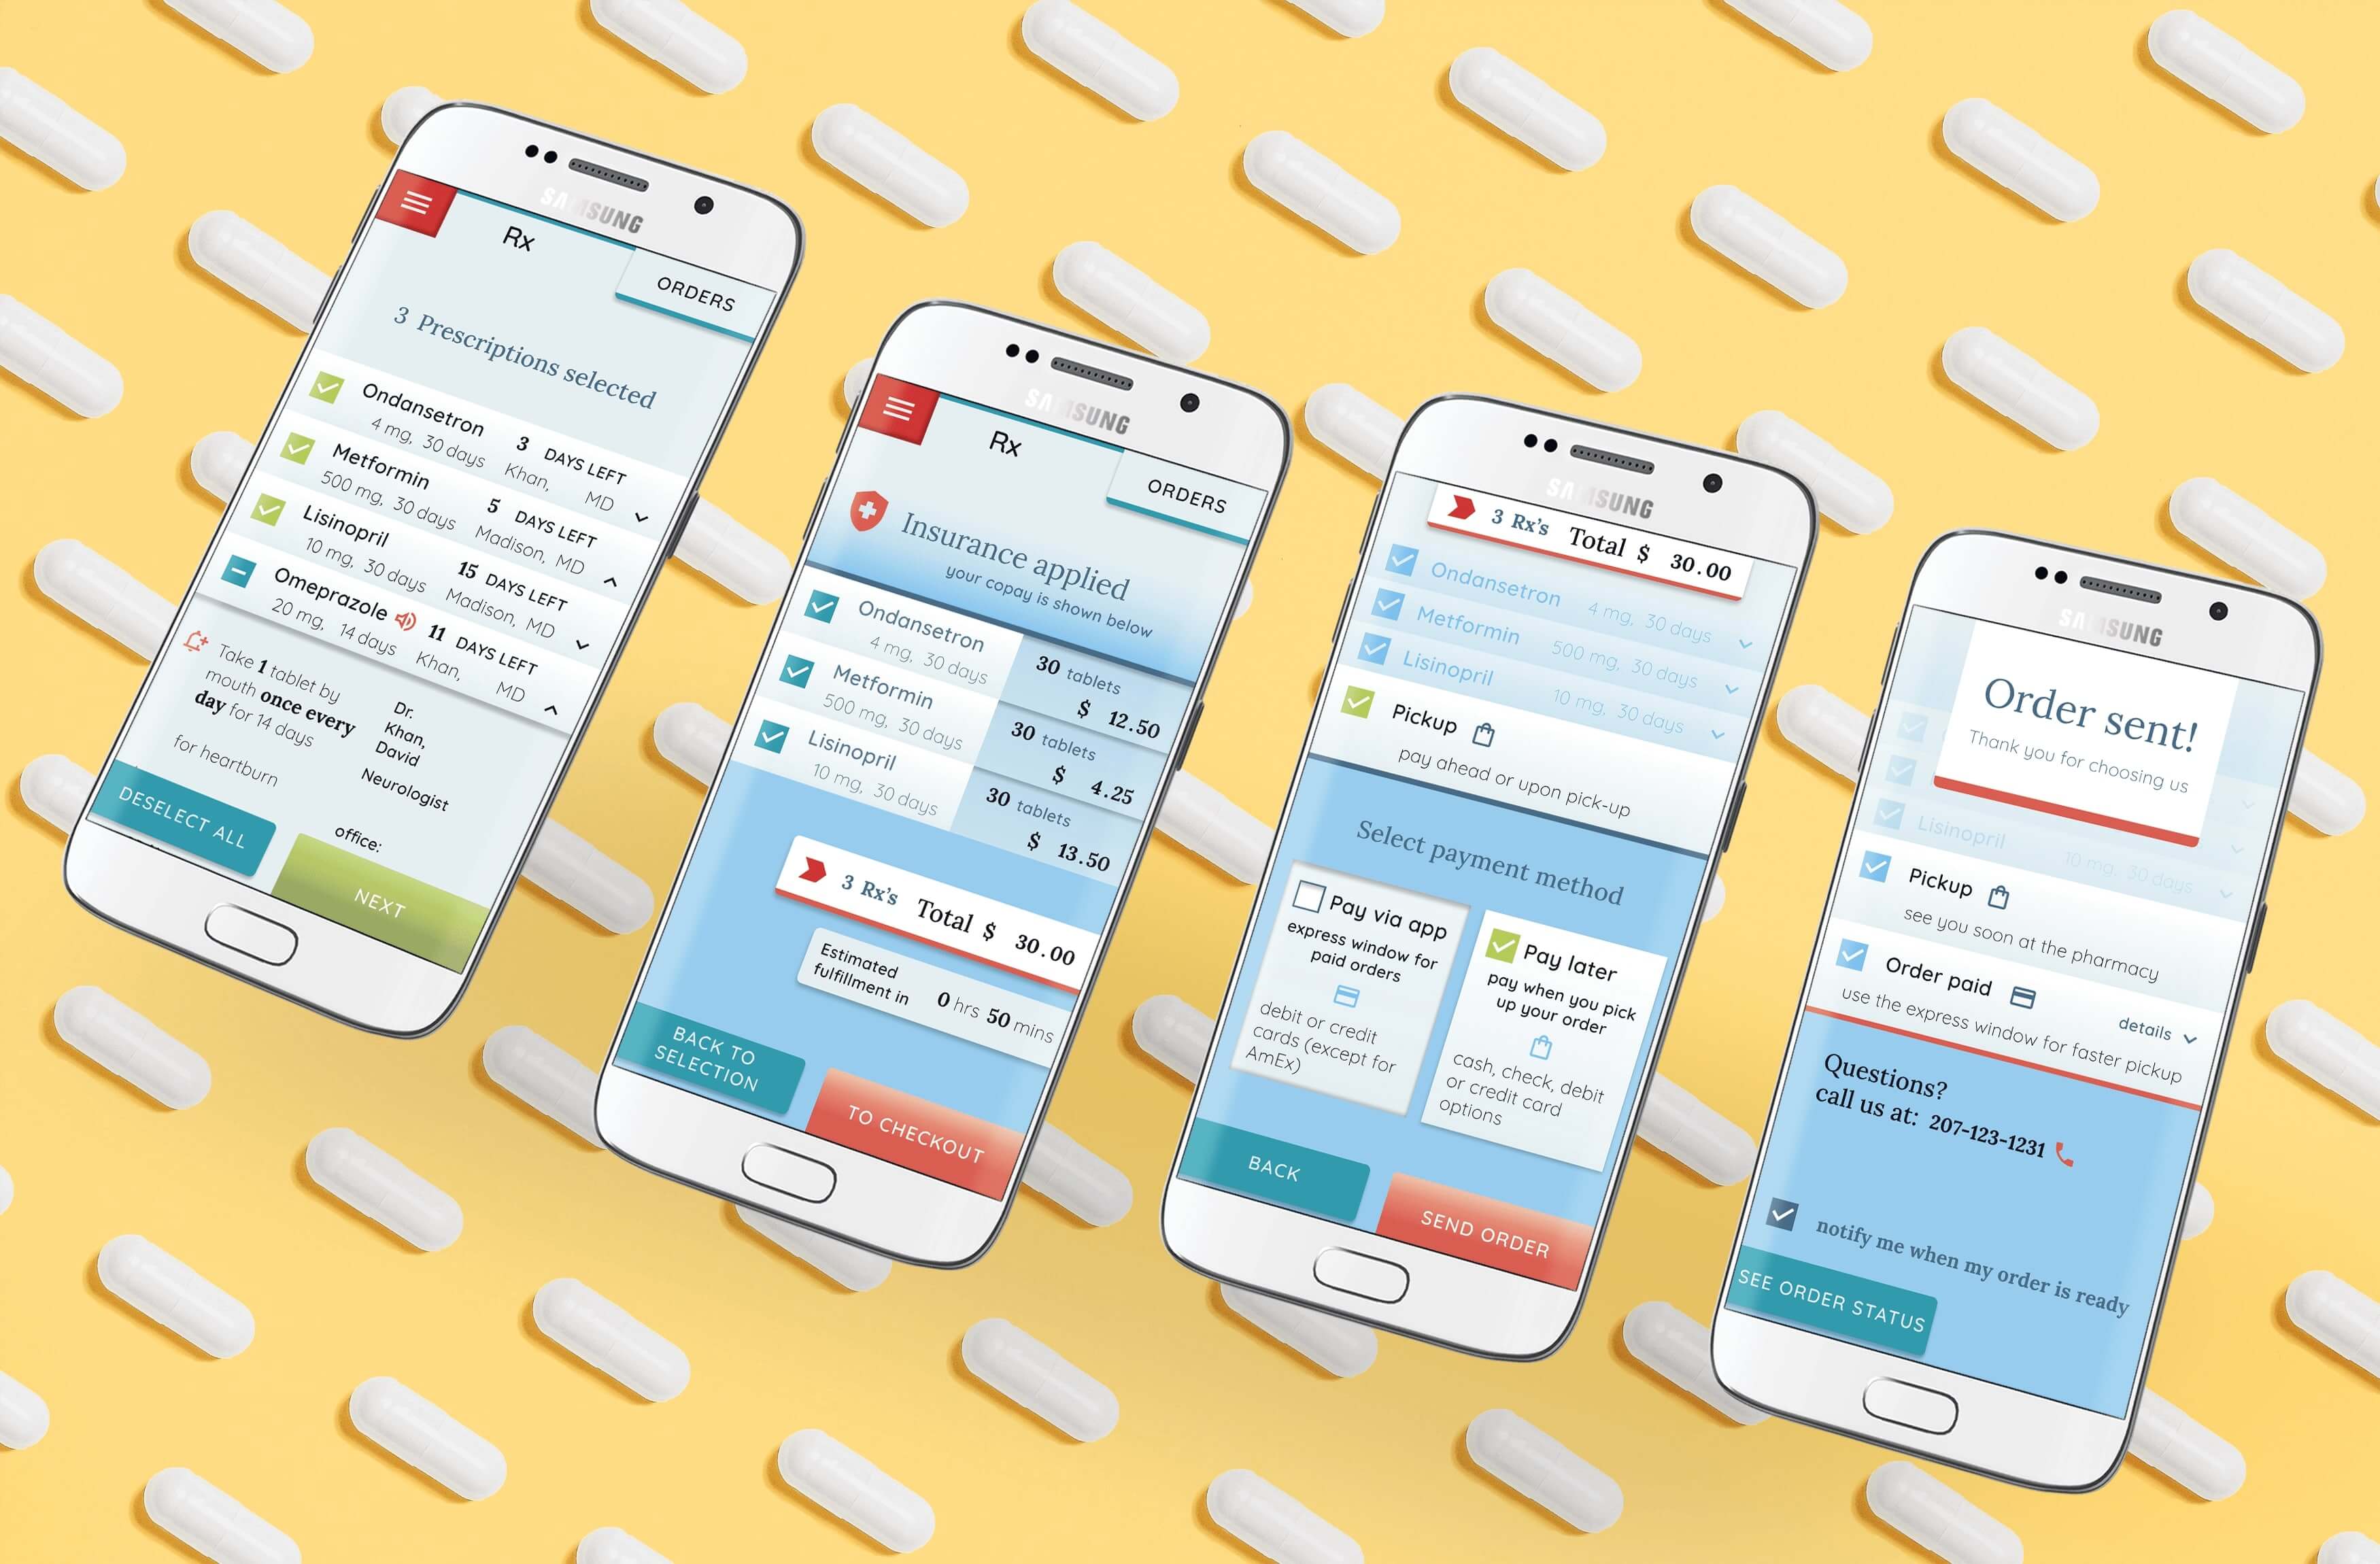 SAMSUNG
Rx
ORDERS
3 Prescriptions selected
Ondansetron
4 mg, 30 days
3 DAYS LEFT
Khan, MD
Metformin
500 mg, 30 days
5 DAYS LEFT
Madison, MD
Lisinopril
10 mg, 30 days
15 DAYS LEFT
Madison, MD
Omeprazole
20 mg, 14 days
11 DAYS LEFT
Khan, MD
Take 1 tablet by
mouth once every
day for 14 days
for heartburn
Dr.
Khan,
David
Neurologist
office:
DESELECT ALL
NEXT
SAMSUNG
Rx
ORDERS
Insurance applied
your copay is shown below
Ondansetron
4 mg, 30 days
30 tablets
$ 12.50
Metformin
500 mg, 30 days
30 tablets
$ 4.25
Lisinopril
10 mg, 30 days
30 tablets
$ 13.50
3 Rx's Total $ 30.00
Estimated
fulfillment in
0 hrs 50 mins
BACK TO
SELECTION
TO CHECKOUT
SAMSUNG
3 Rx's Total $ 30.00
Ondansetron 4 mg, 30 days
Metformin 500 mg, 30 days
Lisinopril 10 mg, 30 days
Pickup
pay ahead or upon pick-up
Select payment method
Pay via app
express window for
paid orders
debit or credit
cards (except for
AmEx)
Pay later
pay when you pick
up your order
cash, check, debit
or credit card
options
BACK
SEND ORDER
SAMSUNG
Order sent!
Thank you for choosing us
Lisinopril 10 mg, 30 days
Pickup
see you soon at the pharmacy
Order paid
details
use the express window for faster pickup
Questions?
call us at: 207-123-1231
notify me when my order is ready
SEE ORDER STATUS